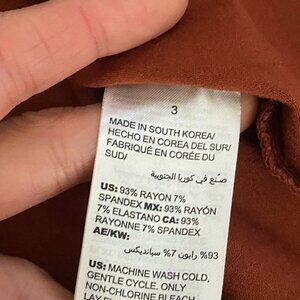 3
MADE IN SOUTH KOREA/
HECHO EN COREA DEL SUR/
FABRIQUÉ EN CORÉE DU
SUD/
صنع في كوريا الجنوبية
US: 93% RAYON 7%
SPANDEX MX: 93% RAYÓN
7% ELASTANO CA: 93%
RAYONNE 7% SPANDEX
AE/KW:
93% رايون 7% سبانديكس
US: MACHINE WASH COLD,
GENTLE CYCLE. ONLY
NON-CHLORINE BLEACH
LAY